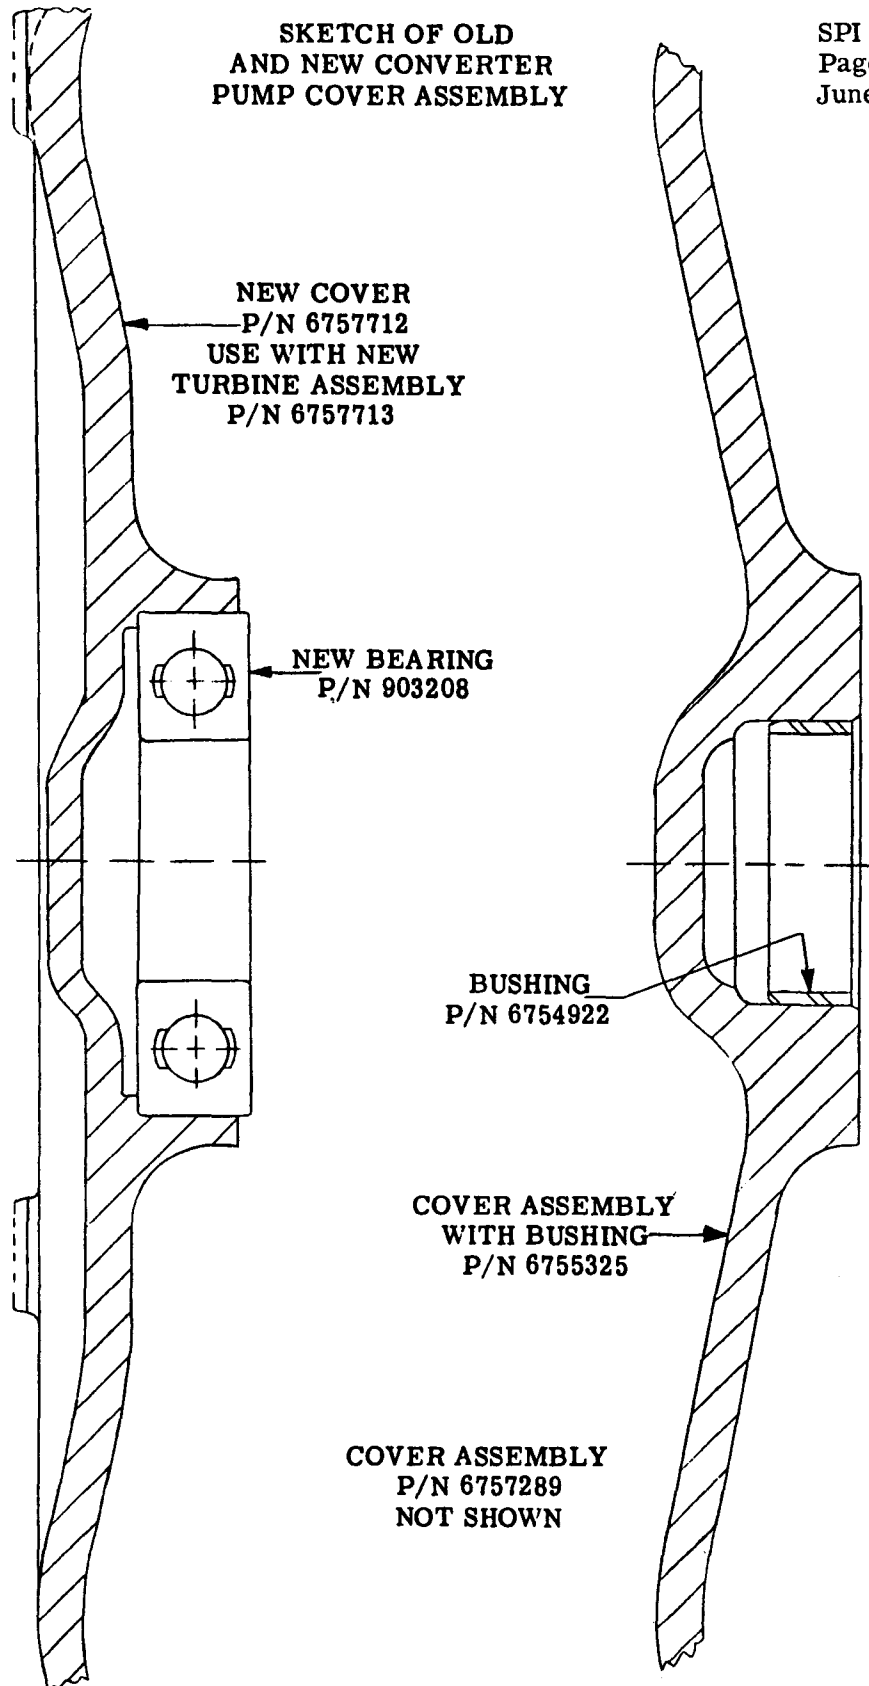 SKETCH OF OLD
AND NEW CONVERTER
PUMP COVER ASSEMBLY
SPI
Page
June
NEW COVER
P/N 6757712
USE WITH NEW
TURBINE ASSEMBLY
P/N 6757713
NEW BEARING
P/N 903208
BUSHING
P/N 6754922
COVER ASSEMBLY
WITH BUSHING
P/N 6755325
COVER ASSEMBLY
P/N 6757289
NOT SHOWN